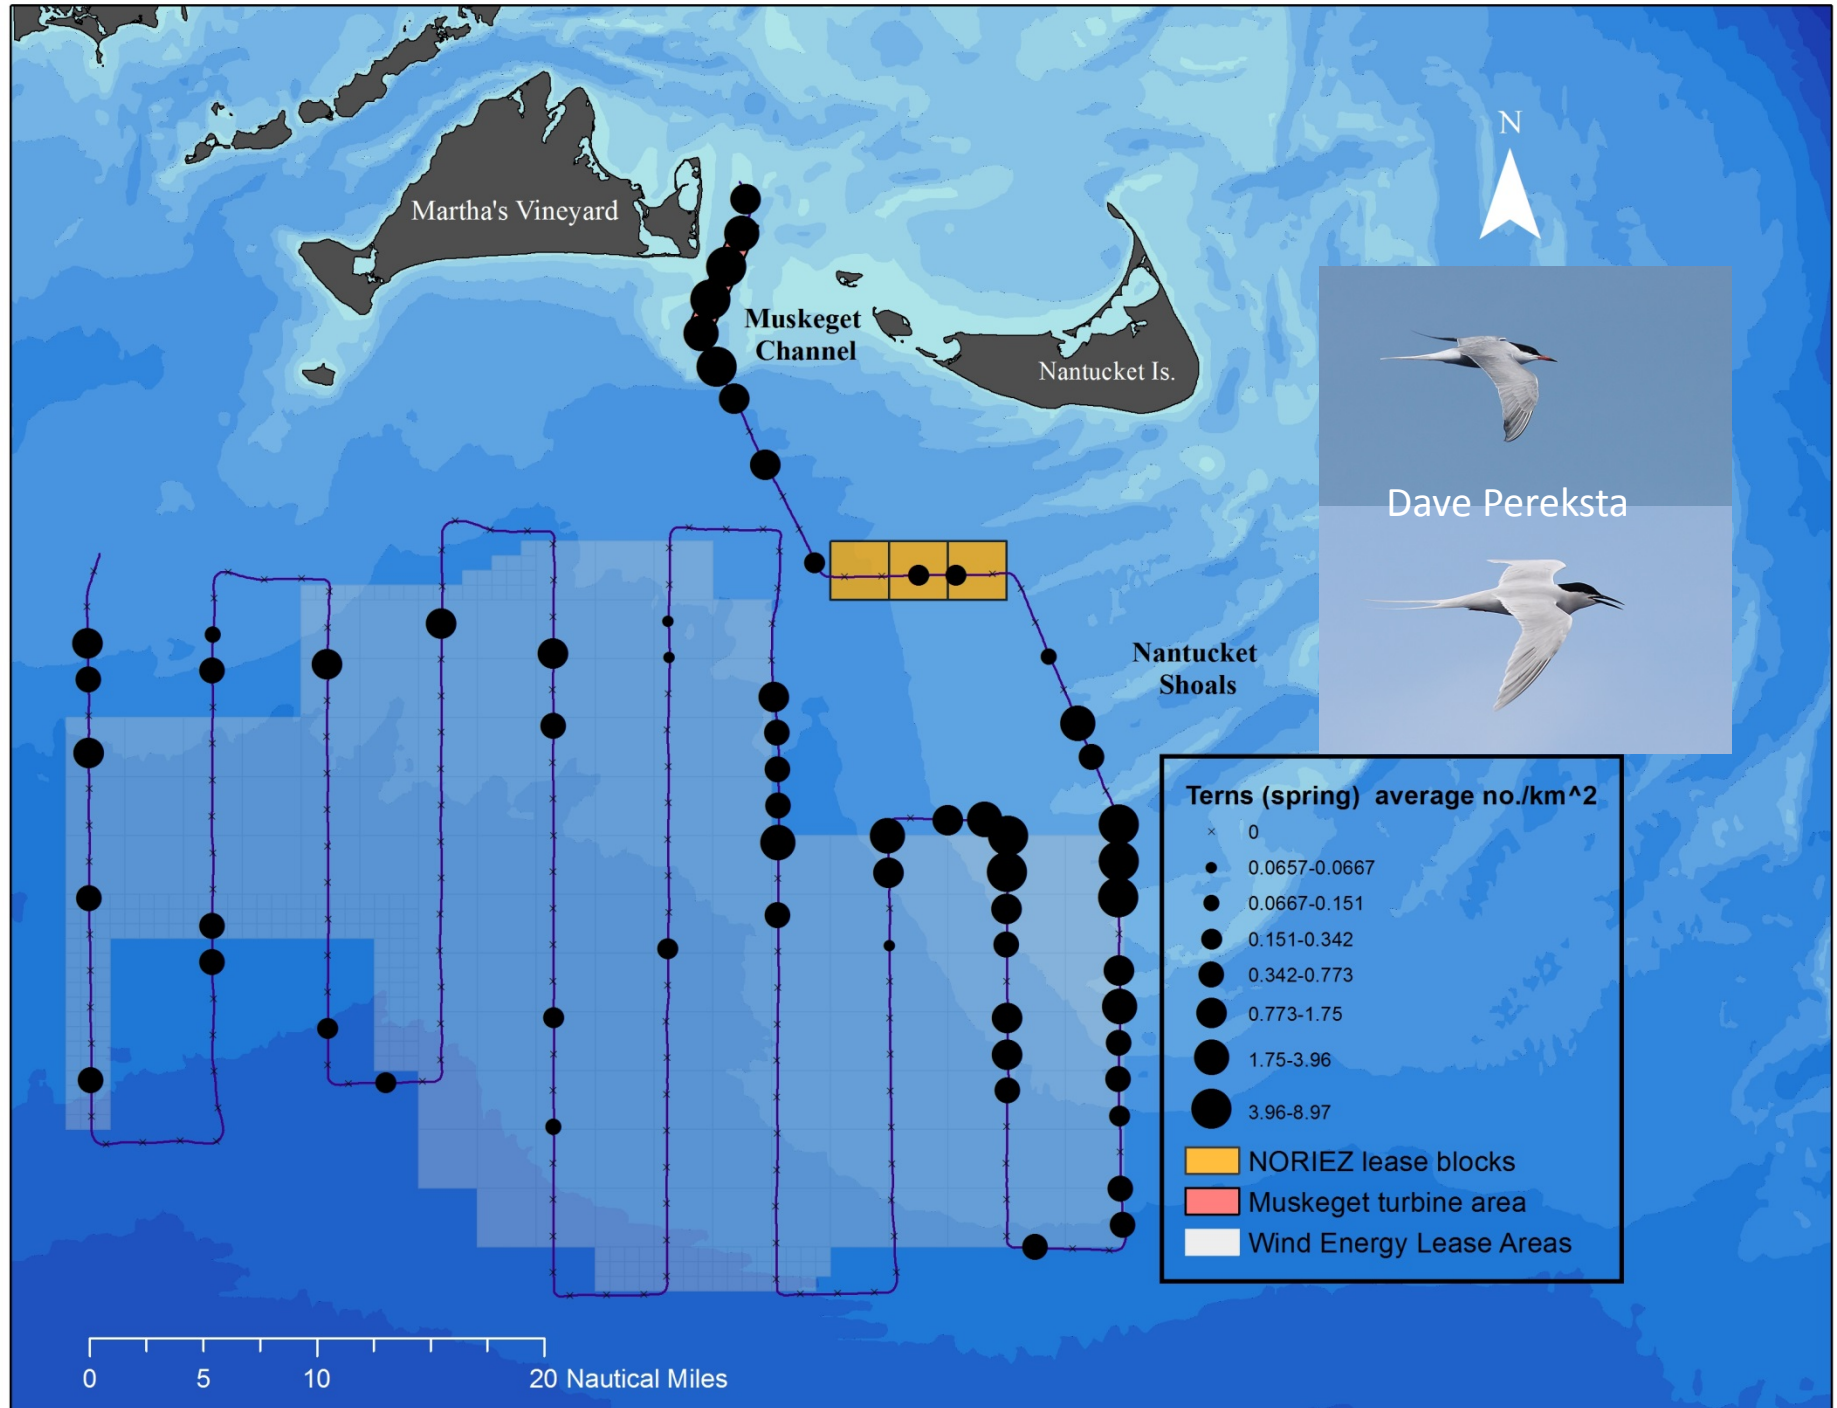 N
Martha's Vineyard
Muskeget
Channel
Nantucket Is.
Dave Pereksta
Nantucket
Shoals
Terns (spring)  average no./km^2
0
0.0657-0.0667
0.0667-0.151
0.151-0.342
0.342-0.773
0.773-1.75
1.75-3.96
3.96-8.97
NORIEZ lease blocks
Muskeget turbine area
Wind Energy Lease Areas
0 5 10 20 Nautical Miles